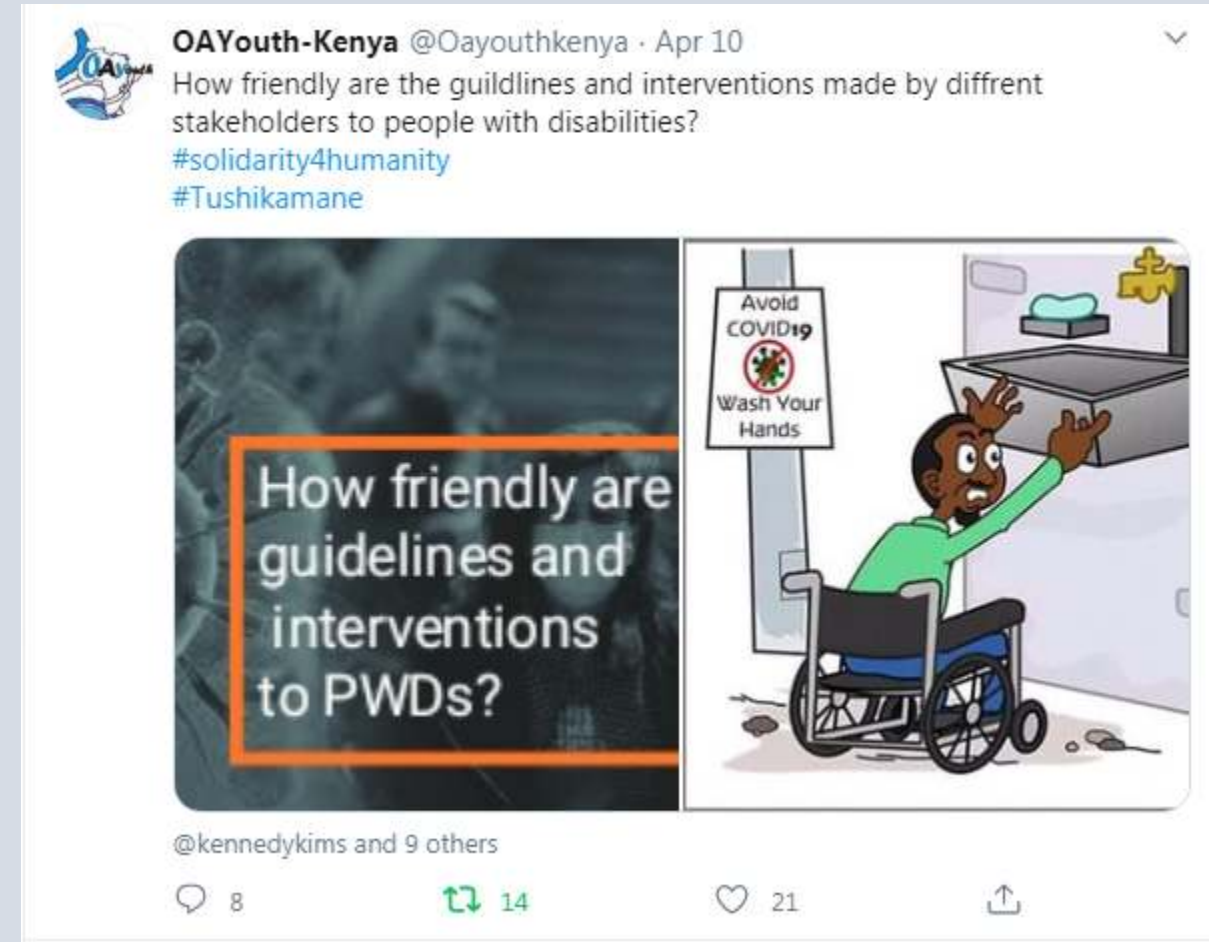 OAYouth
OAYouth-Kenya @Oayouthkenya · Apr 10
How friendly are the guildlines and interventions made by diffrent
stakeholders to people with disabilities?
#solidarity4humanity
#Tushikamane
How friendly are
guidelines and
interventions
to PWDs?
Avoid
COVID19
Wash Your
Hands
@kennedykims and 9 others
8 14 21